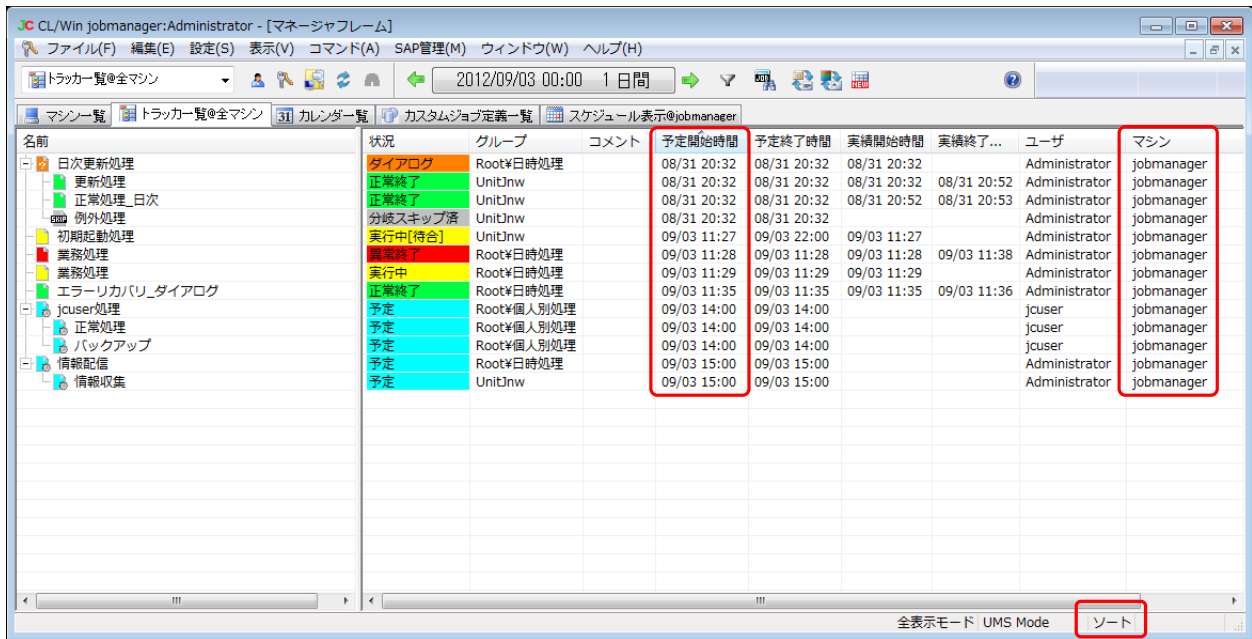 JC CL/Win jobmanager:Administrator - [マネージャフレーム]
ファイル(F) 編集(E) 設定(S) 表示(V) コマンド(A) SAP管理(M) ウィンドウ(W) ヘルプ(H)
トラッカー覧@全マシン 2012/09/03 00:00 1 日間
マシン一覧 トラッカー覧@全マシン 31 カレンダー覧 カスタムジョブ定義一覧 スケジュール表示@jobmanager
名前 状況 グループ コメント 予定開始時間 予定終了時間 実績開始時間 実績終了... ユーザ マシン
日次更新処理 ダイアログ Root¥日時処理 08/31 20:32 08/31 20:32 08/31 20:32 Administrator jobmanager
更新処理 正常終了 UnitJnw 08/31 20:32 08/31 20:32 08/31 20:32 08/31 20:52 Administrator jobmanager
正常処理_日次 正常終了 UnitJnw 08/31 20:32 08/31 20:32 08/31 20:52 08/31 20:53 Administrator jobmanager
SKIP 例外処理 分岐スキップ済 UnitJnw 08/31 20:32 08/31 20:32 Administrator jobmanager
初期起動処理 実行中[待合] UnitJnw 09/03 11:27 09/03 22:00 09/03 11:27 Administrator jobmanager
業務処理 異常終了 Root¥日時処理 09/03 11:28 09/03 11:28 09/03 11:28 09/03 11:38 Administrator jobmanager
業務処理 実行中 Root¥日時処理 09/03 11:29 09/03 11:29 09/03 11:29 Administrator jobmanager
エラーリカバリ_ダイアログ 正常終了 Root¥日時処理 09/03 11:35 09/03 11:35 09/03 11:35 09/03 11:36 Administrator jobmanager
jcuser処理 予定 Root¥個人別処理 09/03 14:00 09/03 14:00 jcuser jobmanager
正常処理 予定 Root¥個人別処理 09/03 14:00 09/03 14:00 jcuser jobmanager
バックアップ 予定 Root¥個人別処理 09/03 14:00 09/03 14:00 jcuser jobmanager
情報配信 予定 Root¥日時処理 09/03 15:00 09/03 15:00 Administrator jobmanager
情報収集 予定 UnitJnw 09/03 15:00 09/03 15:00 Administrator jobmanager
全表示モード UMS Mode ソート